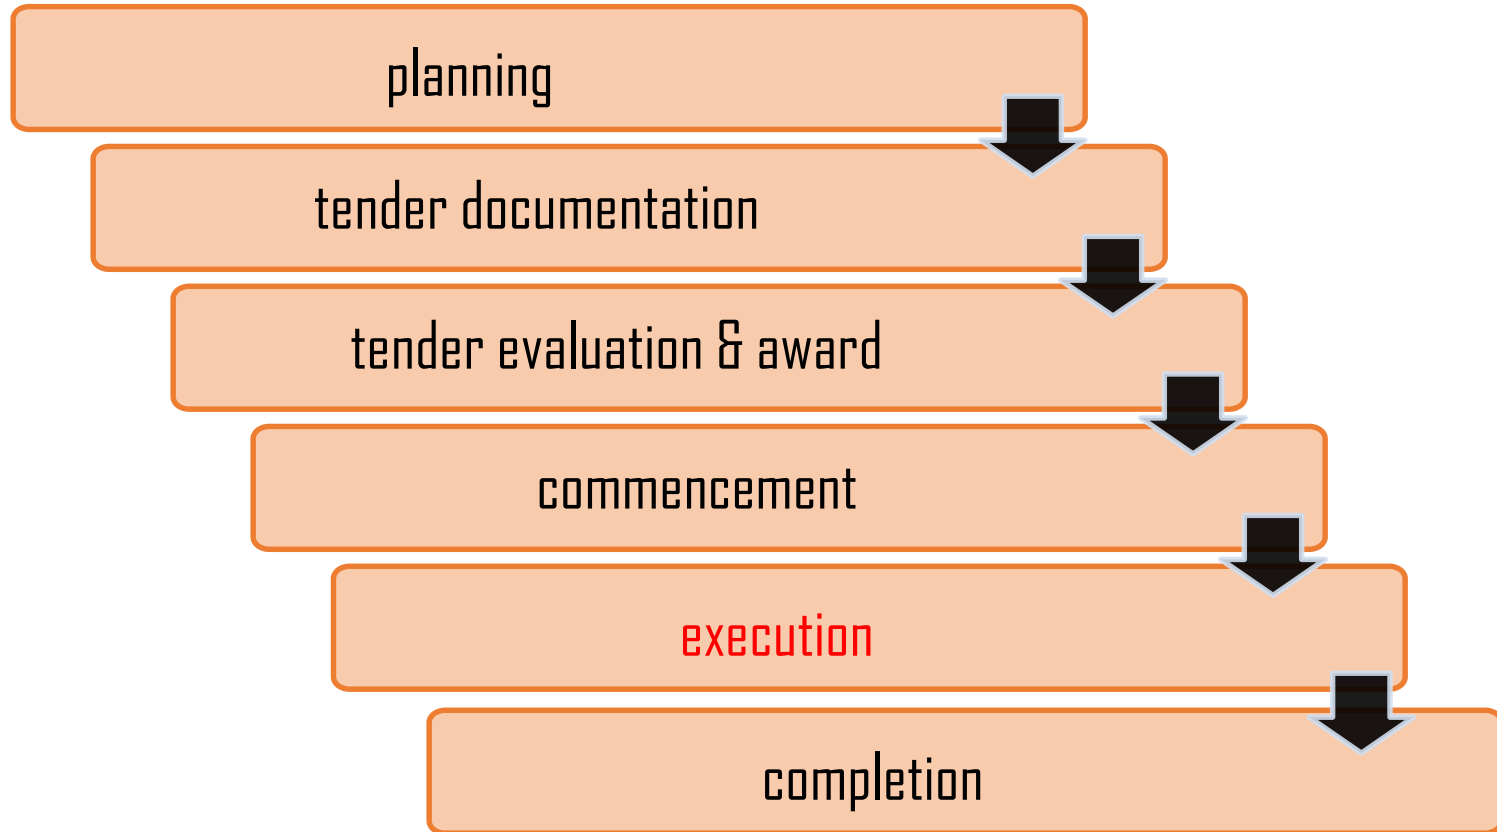 planning
tender documentation
tender evaluation & award
commencement
execution
completion